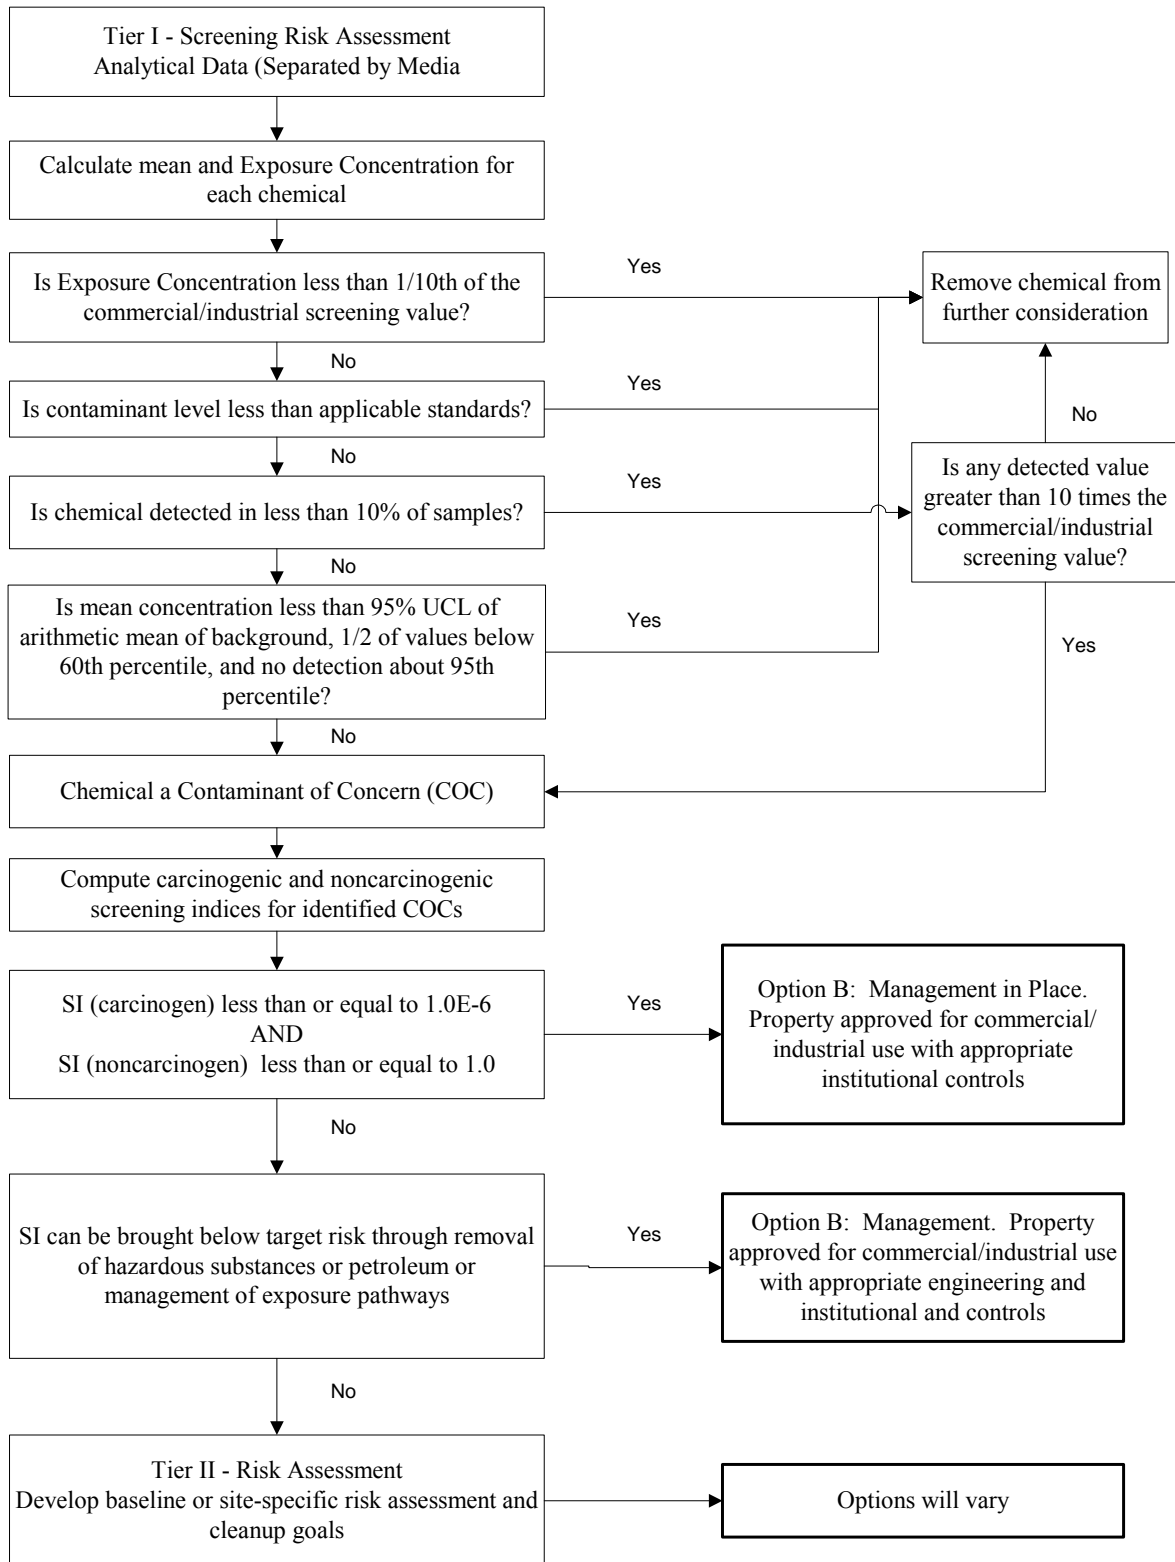 Tier I - Screening Risk Assessment
Analytical Data (Separated by Media
Calculate mean and Exposure Concentration for
each chemical
Is Exposure Concentration less than 1/10th of the
commercial/industrial screening value?
Yes
Remove chemical from
further consideration
No
Is contaminant level less than applicable standards?
Yes
No
No
Is chemical detected in less than 10% of samples?
Yes
Is any detected value
greater than 10 times the
commercial/industrial
screening value?
No
Is mean concentration less than 95% UCL of
arithmetic mean of background, 1/2 of values below
60th percentile, and no detection about 95th
percentile?
Yes
Yes
No
Chemical a Contaminant of Concern (COC)
Compute carcinogenic and noncarcinogenic
screening indices for identified COCs
SI (carcinogen) less than or equal to 1.0E-6
AND
SI (noncarcinogen) less than or equal to 1.0
Yes
Option B: Management in Place.
Property approved for commercial/
industrial use with appropriate
institutional controls
No
SI can be brought below target risk through removal
of hazardous substances or petroleum or
management of exposure pathways
Yes
Option B: Management. Property
approved for commercial/industrial use
with appropriate engineering and
institutional and controls
No
Tier II - Risk Assessment
Develop baseline or site-specific risk assessment and
cleanup goals
Options will vary